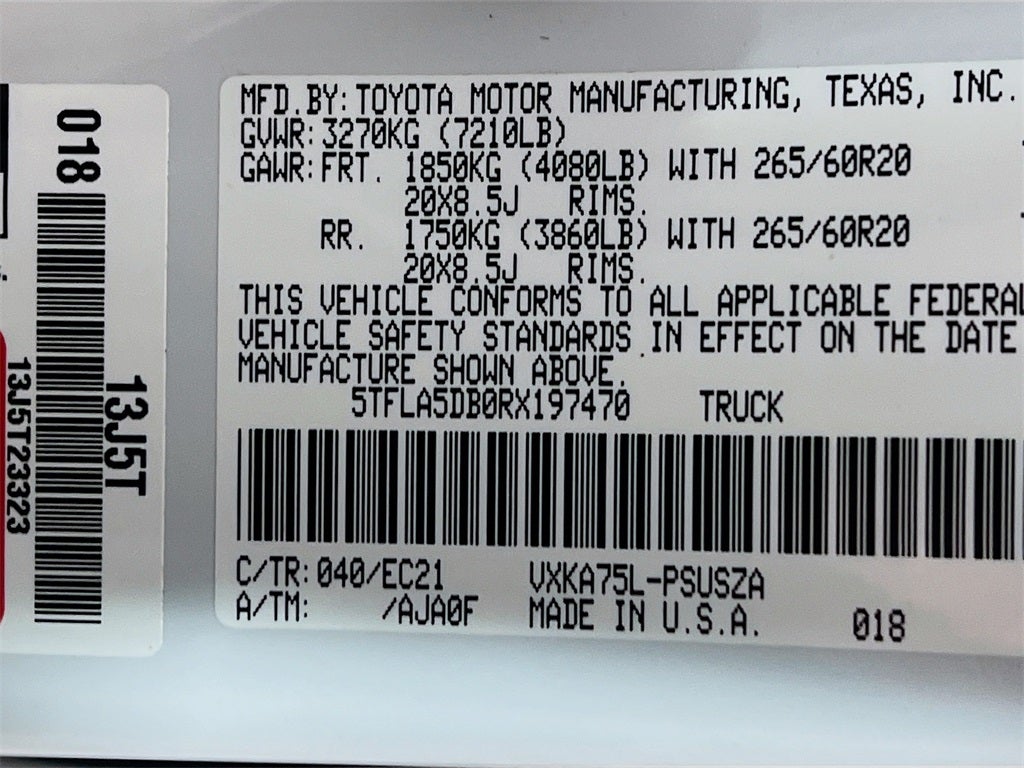 MFD.BY:TOYOTA MOTOR MANUFACTURING, TEXAS, INC.
GVWR:3270KG (7210LB)
GAWR:FRT. 1850KG (4080LB) WITH 265/60R20
20X8.5J RIMS.
RR. 1750KG (3860LB) WITH 265/60R20
20X8.5J RIMS.
THIS VEHICLE CONFORMS TO ALL APPLICABLE FEDERAL
VEHICLE SAFETY STANDARDS IN EFFECT ON THE DATE
MANUFACTURE SHOWN ABOVE.
5TFLA5DB0RX197470 TRUCK
C/TR:040/EC21 VXKA75L-PSUSZA
A/TM: /AJA0F MADE IN U.S.A. 018
018
13J5T
13J5T23323